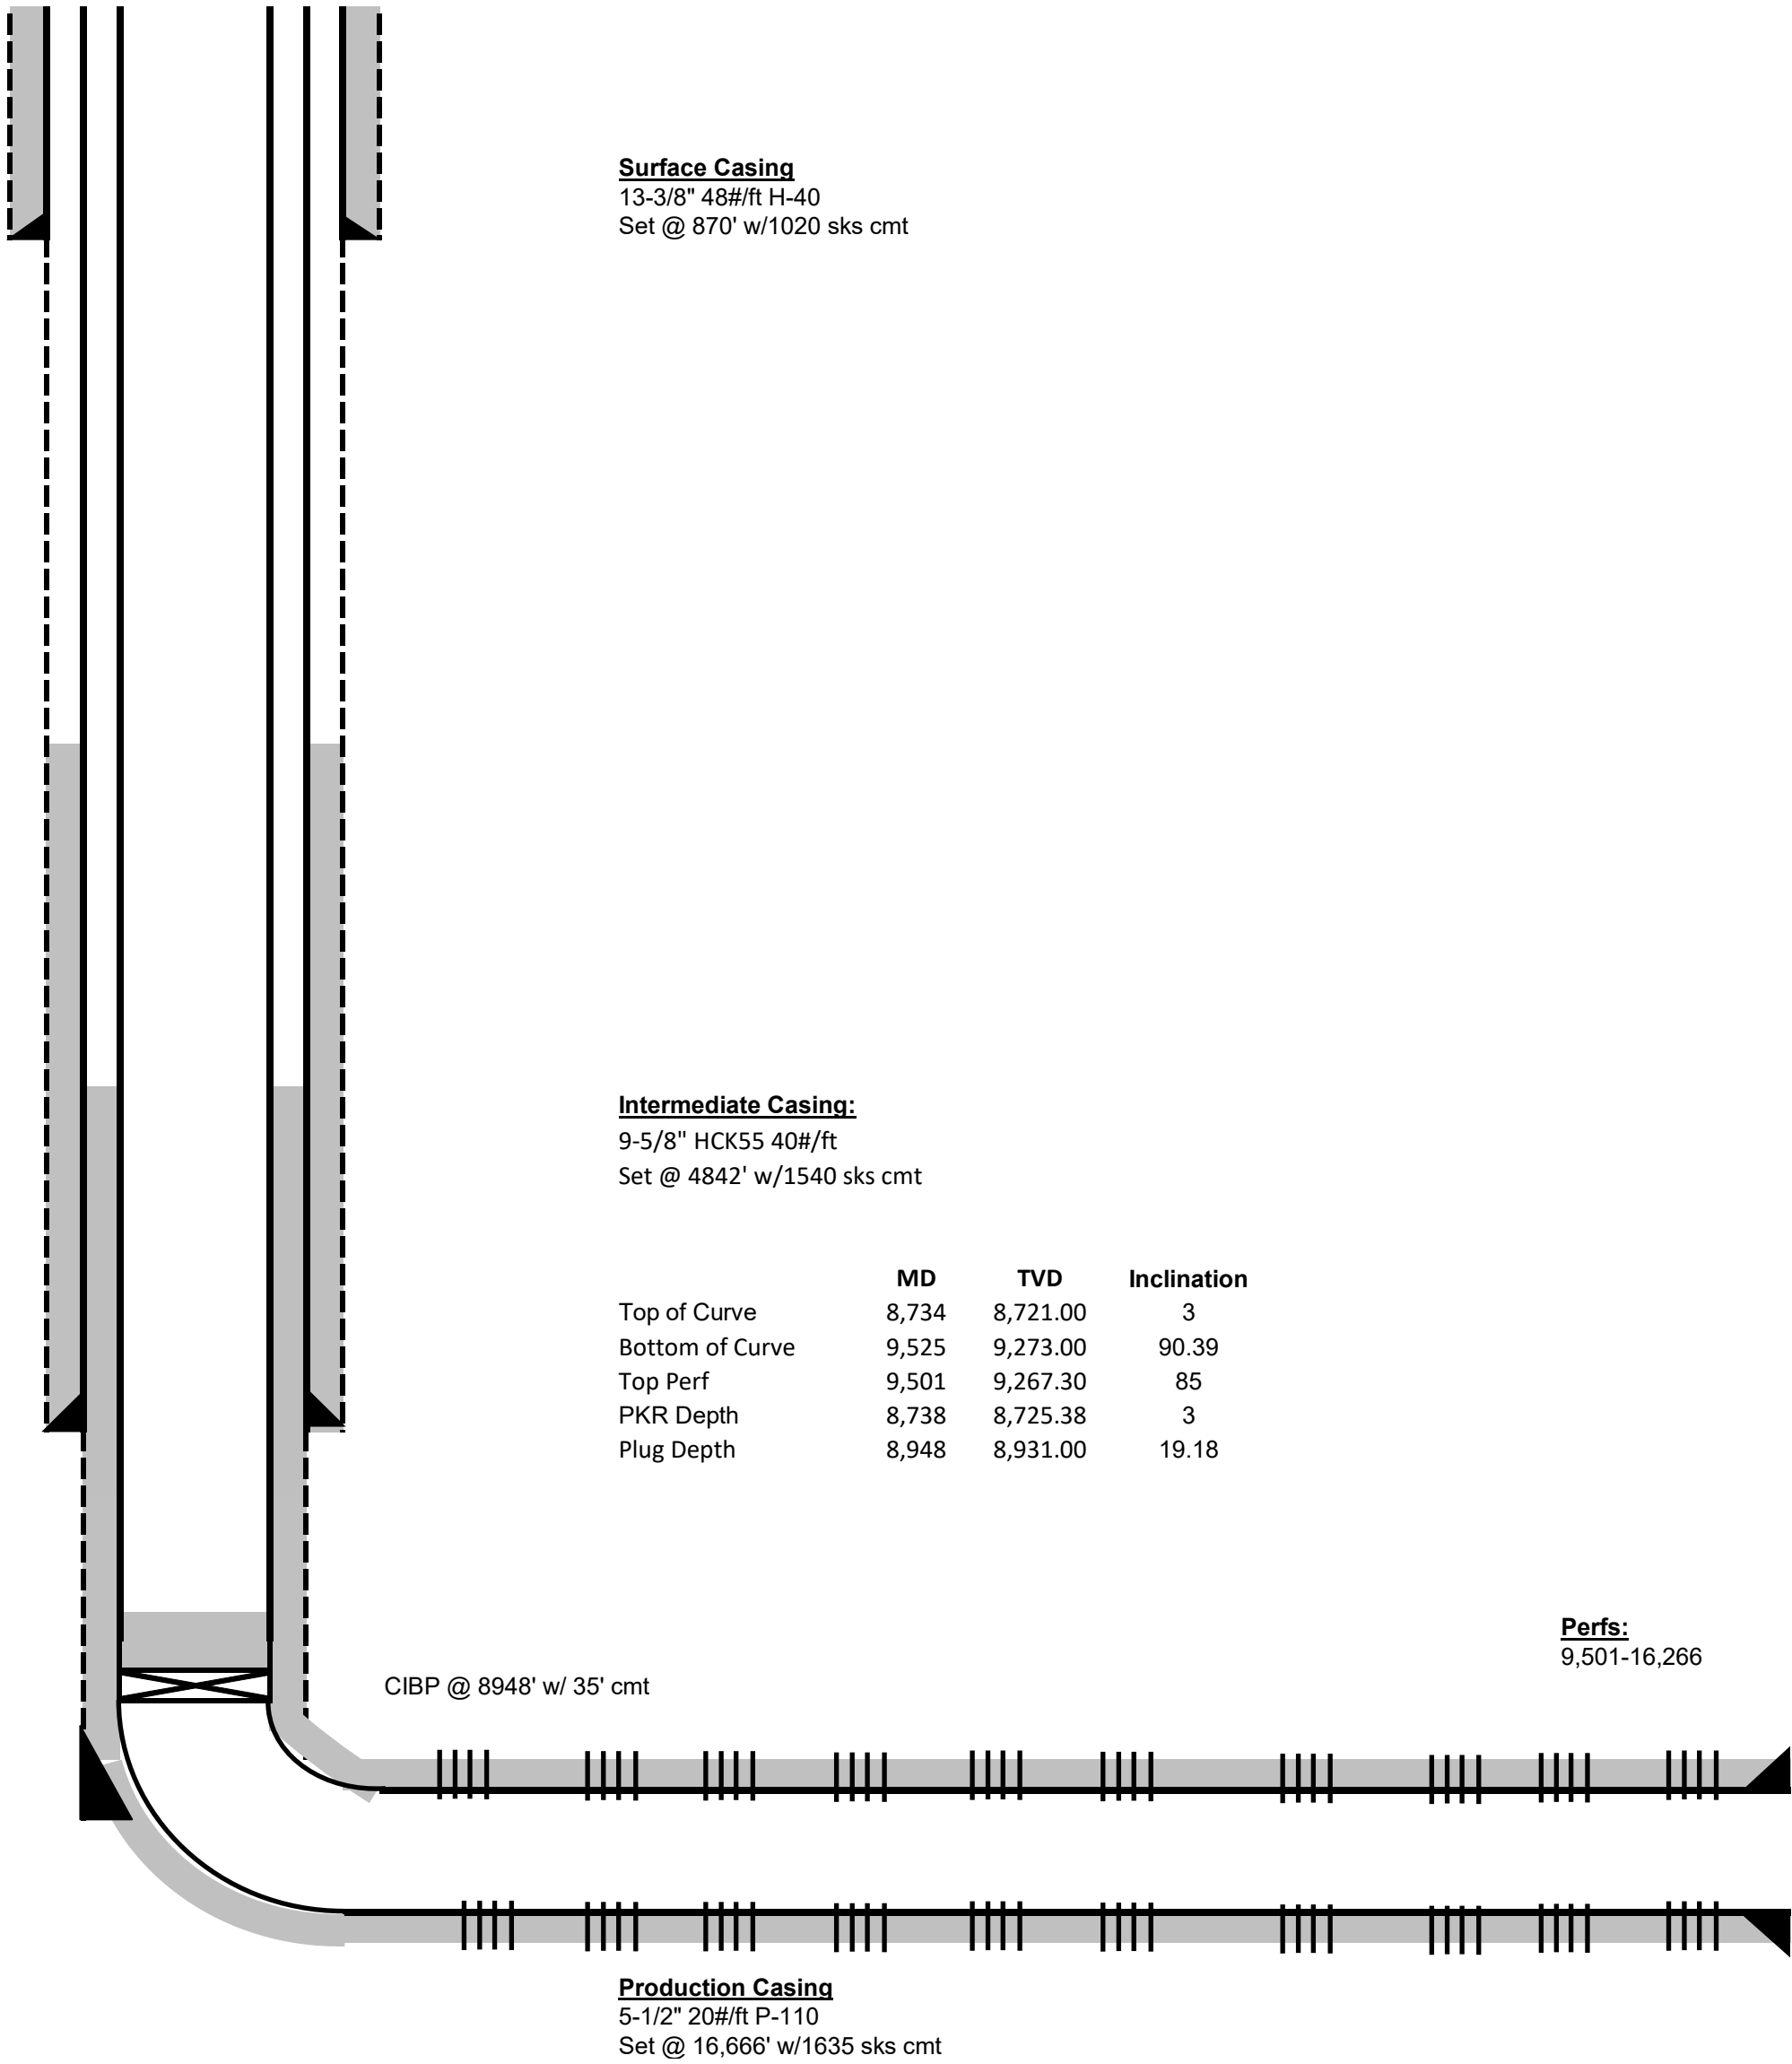 Surface Casing
13-3/8" 48#/ft H-40
Set @ 870' w/1020 sks cmt
Intermediate Casing:
9-5/8" HCK55 40#/ft
Set @ 4842' w/1540 sks cmt
MD TVD Inclination
Top of Curve 8,734 8,721.00 3
Bottom of Curve 9,525 9,273.00 90.39
Top Perf 9,501 9,267.30 85
PKR Depth 8,738 8,725.38 3
Plug Depth 8,948 8,931.00 19.18
Perfs:
9,501-16,266
CIBP @ 8948' w/ 35' cmt
Production Casing
5-1/2" 20#/ft P-110
Set @ 16,666' w/1635 sks cmt